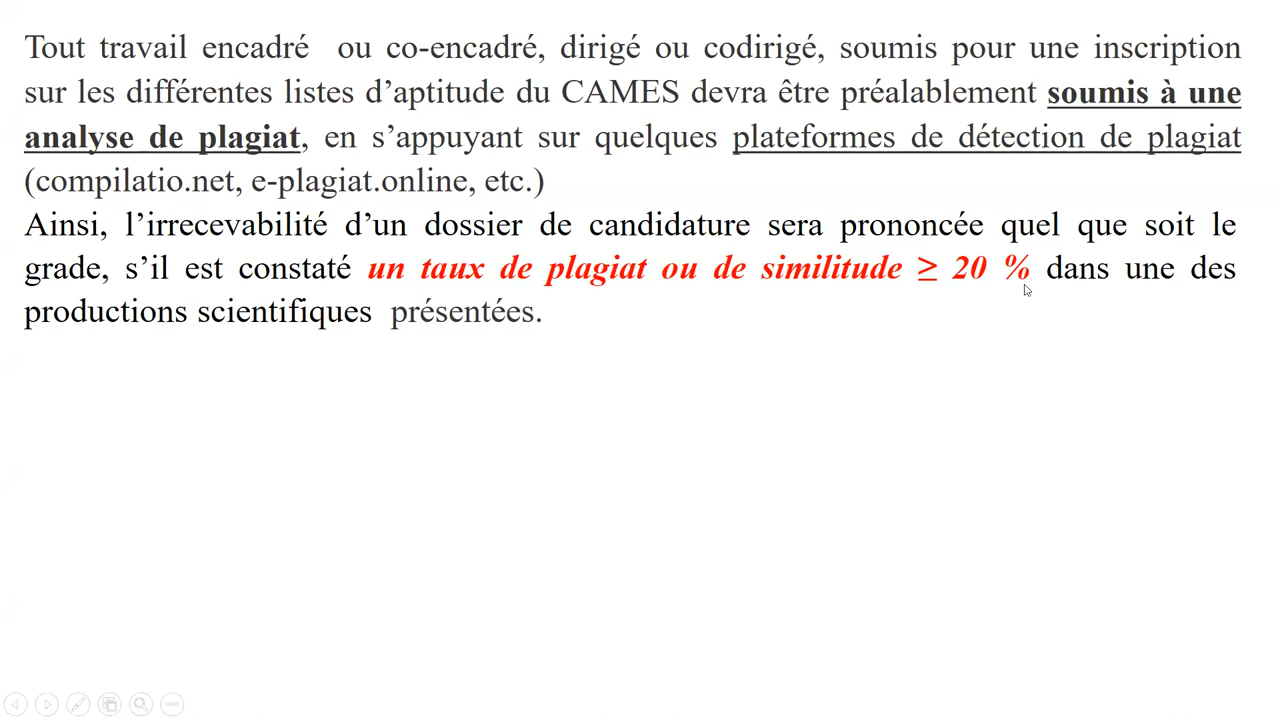 Tout travail encadré ou co-encadré, dirigé ou codirigé, soumis pour une inscription
sur les différentes listes d’aptitude du CAMES devra être préalablement soumis à une
analyse de plagiat, en s’appuyant sur quelques plateformes de détection de plagiat
(compilatio.net, e-plagiat.online, etc.)
Ainsi, l’irrecevabilité d’un dossier de candidature sera prononcée quel que soit le
grade, s’il est constaté un taux de plagiat ou de similitude ≥ 20 % dans une des
productions scientifiques présentées.